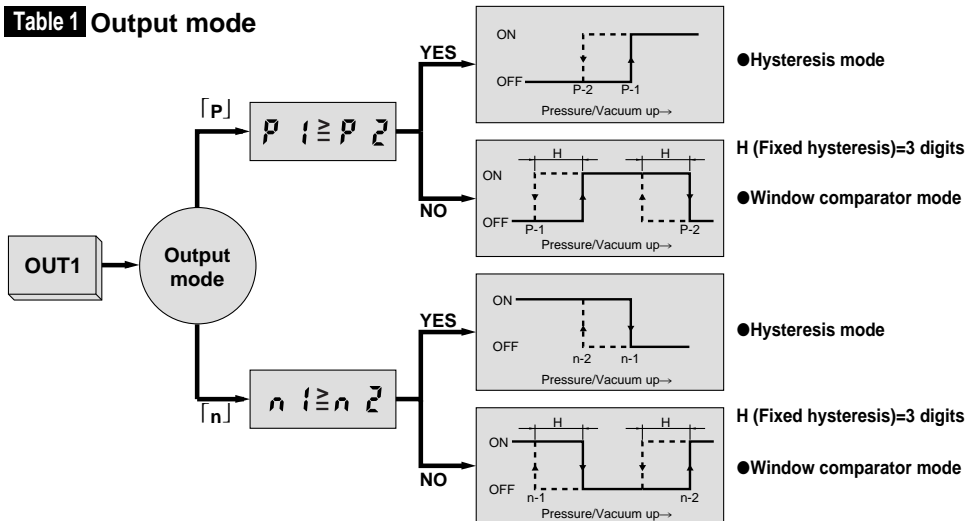 Table 1 Output mode
OUT1
Output
mode
「P」
P 1≧P 2
YES
ON
OFF
P-2 P-1
Pressure/Vacuum up→
●Hysteresis mode
NO
H H
ON
OFF
P-1 P-2
Pressure/Vacuum up→
H (Fixed hysteresis)=3 digits
●Window comparator mode
「n」
n 1≧n 2
YES
ON
OFF
n-2 n-1
Pressure/Vacuum up→
●Hysteresis mode
NO
H H
ON
OFF
n-1 n-2
Pressure/Vacuum up→
H (Fixed hysteresis)=3 digits
●Window comparator mode